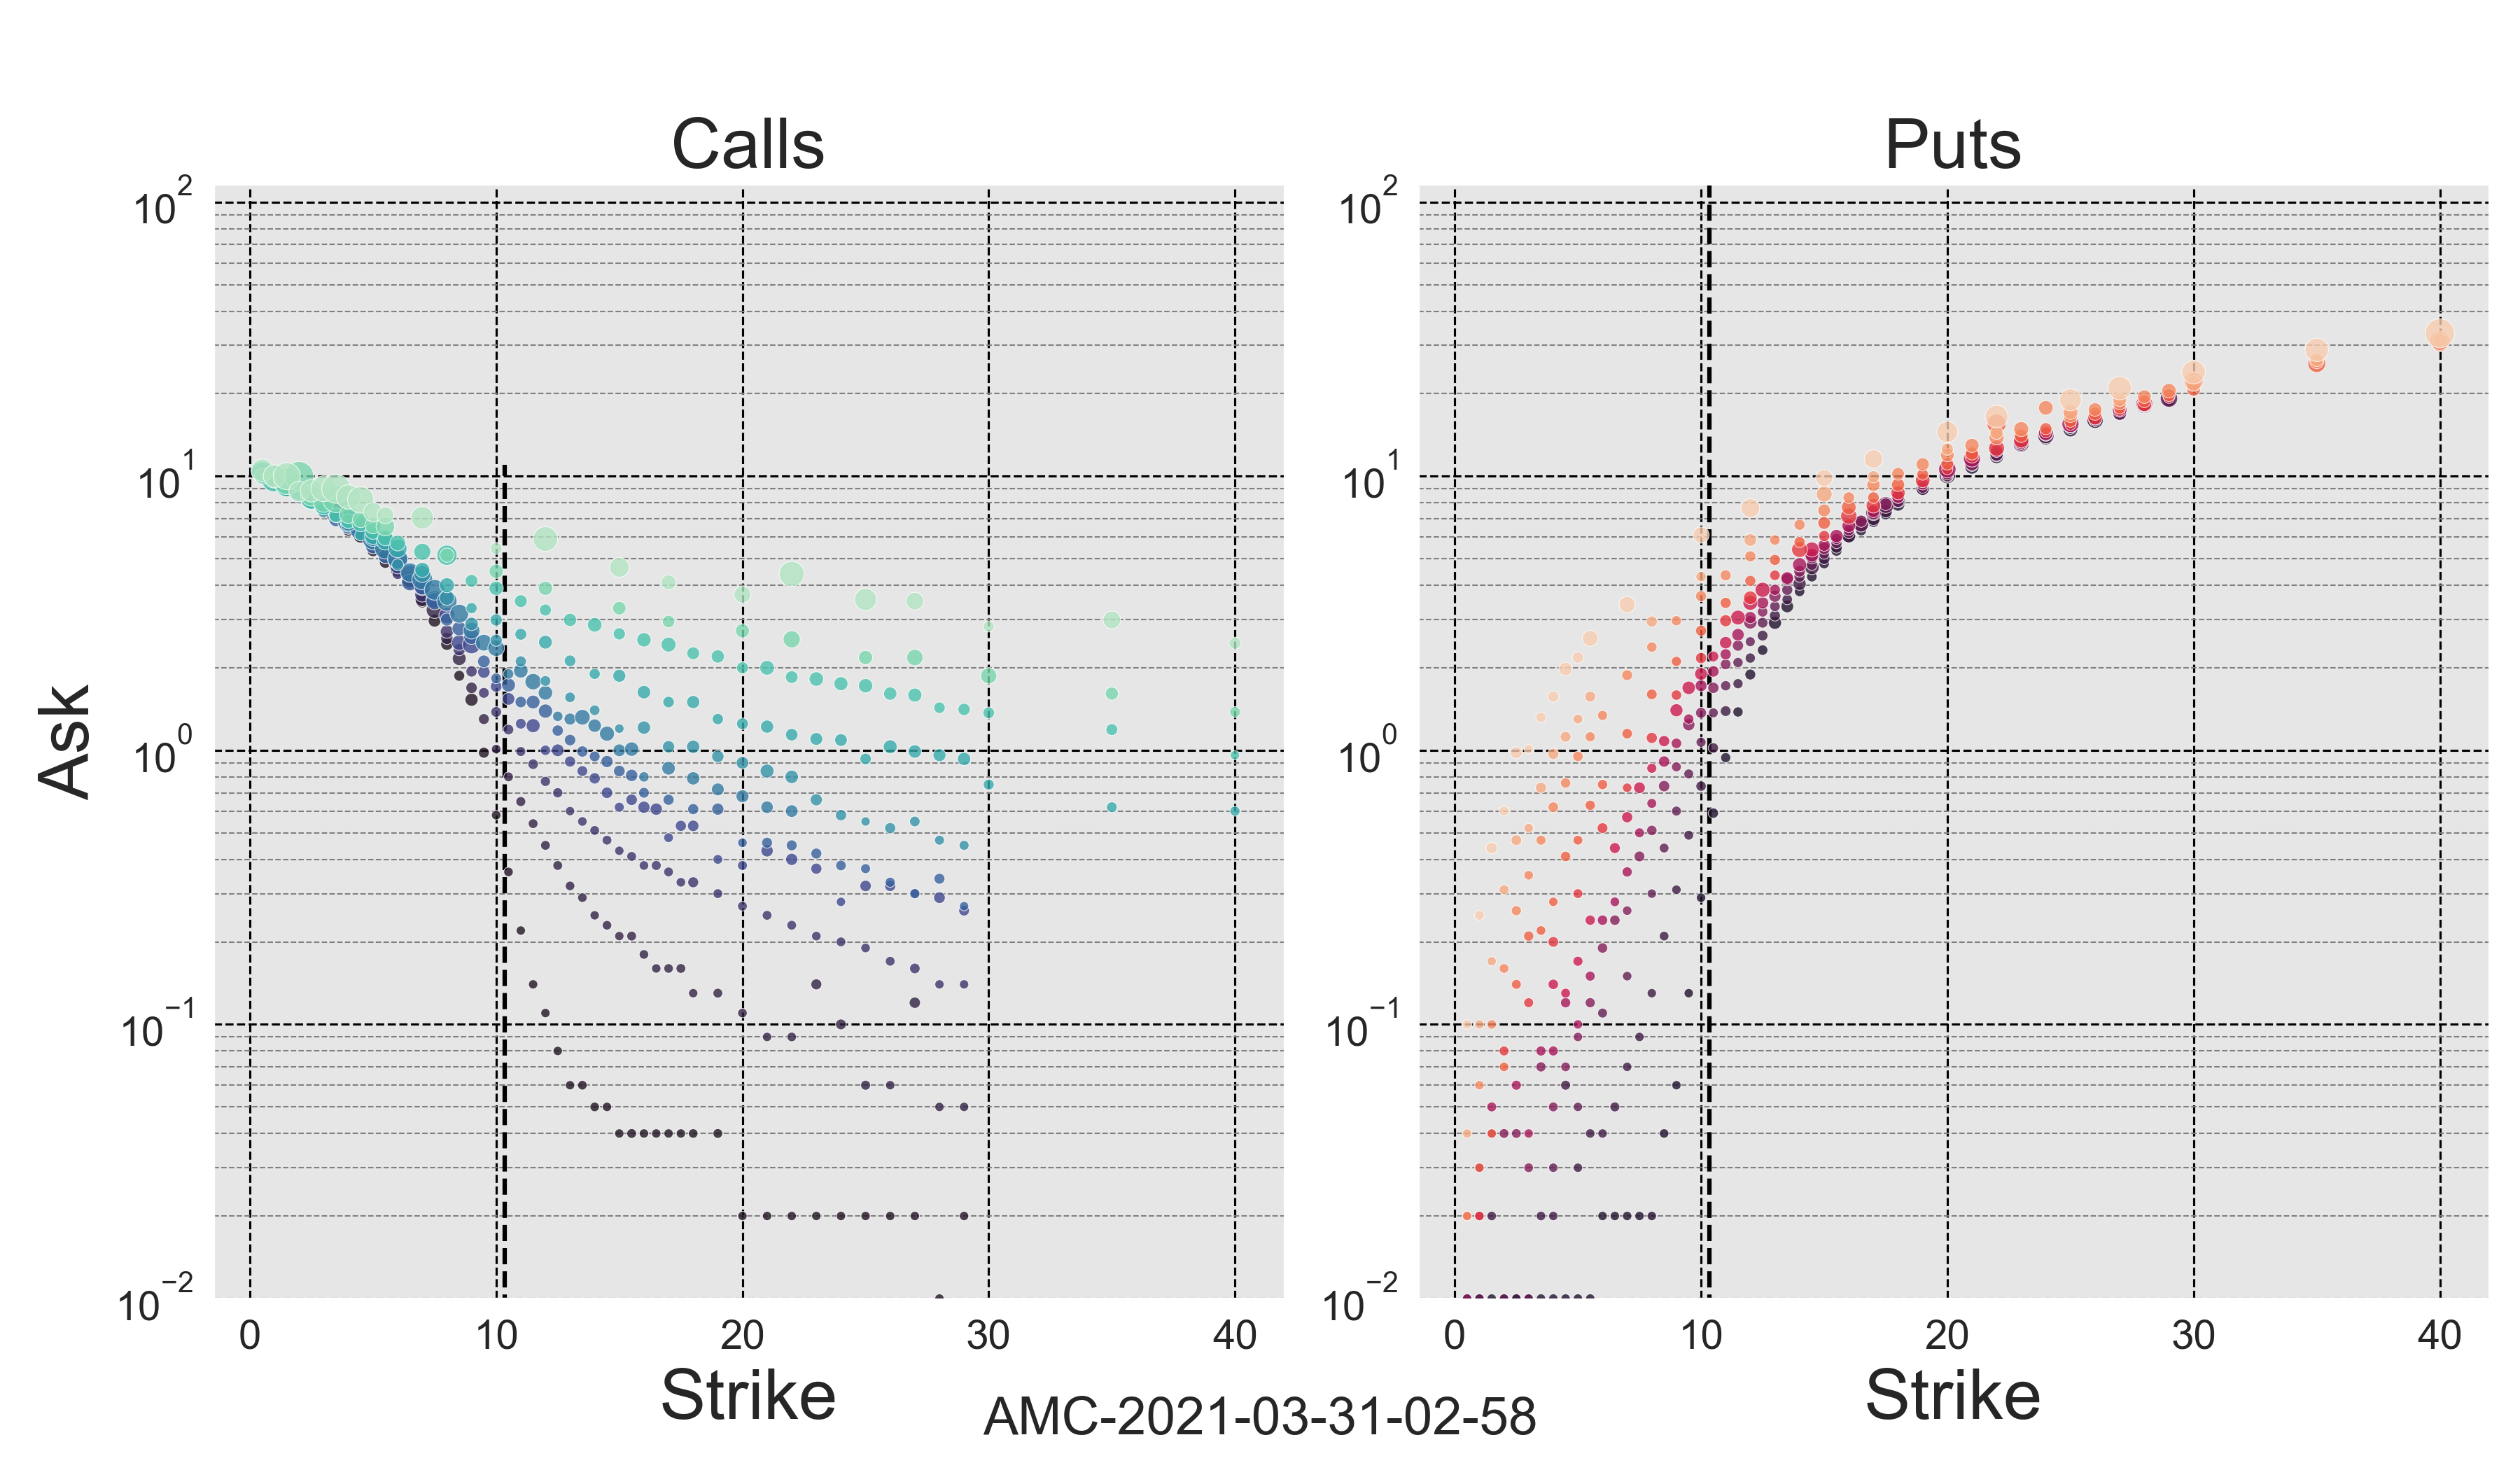 Calls Puts
10^2 10^2
10^1 10^1
10^0 10^0
10^−1 10^−1
10^−2 10^−2
Ask
0 10 20 30 40 0 10 20 30 40
Strike Strike
AMC-2021-03-31-02-58